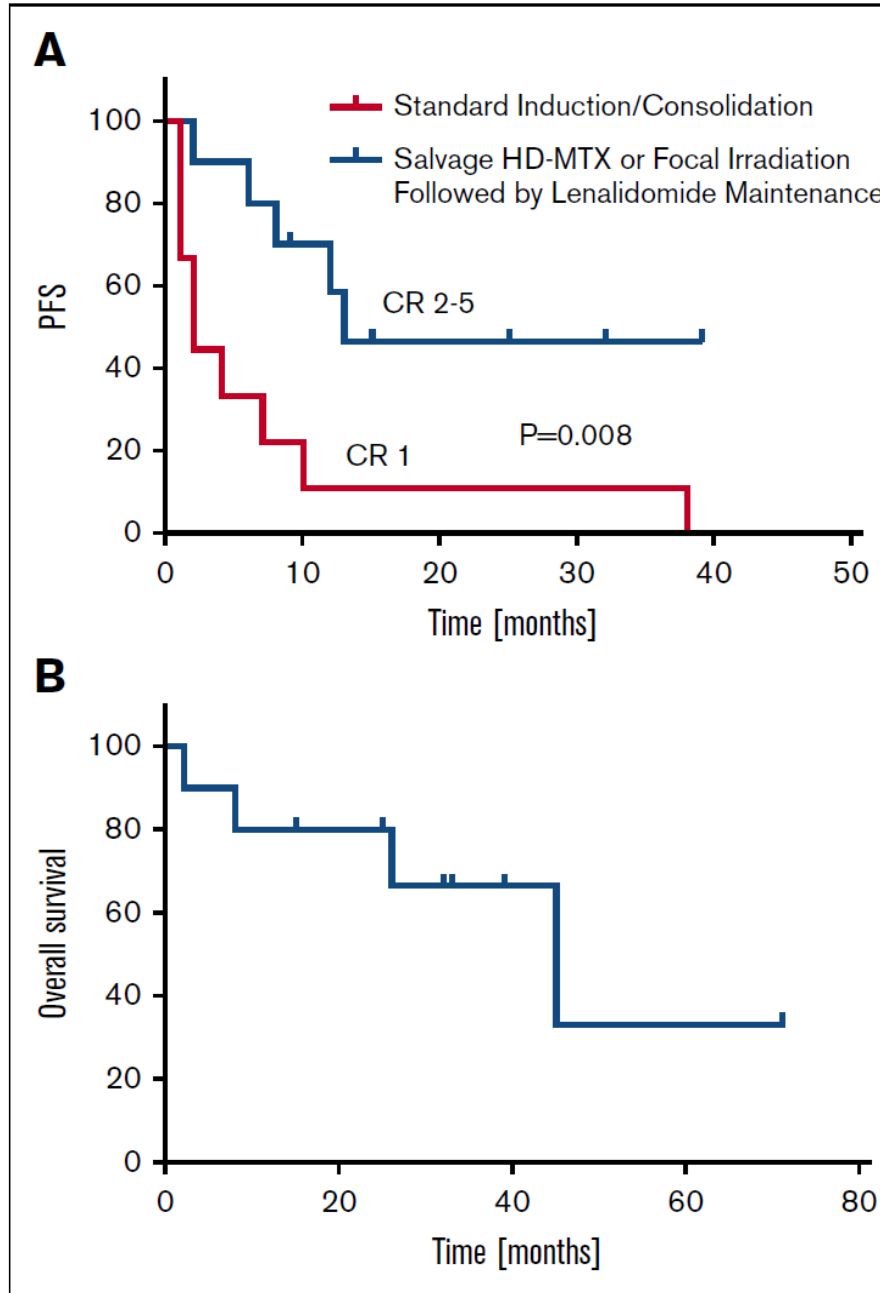 A
Standard Induction/Consolidation
Salvage HD-MTX or Focal Irradiation
Followed by Lenalidomide Maintenance
100
80
60
40
20
0
PFS
CR 2-5
CR 1
P=0.008
0 10 20 30 40 50
Time [months]
B
100
80
60
40
20
0
Overall survival
0 20 40 60 80
Time [months]